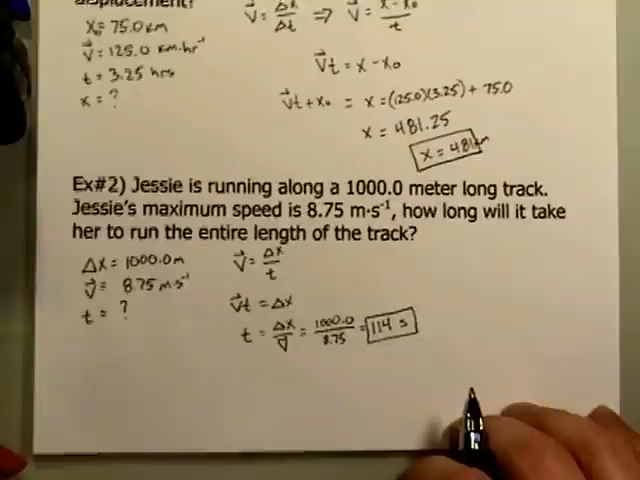 displacement?
x₀ = 75.0 km
v⃗ = 125.0 km·hr⁻¹
t = 3.25 hrs
x = ?
v⃗ = Δx/Δt ⇒ v⃗ = x-x₀/t
v⃗t = x - x₀
v⃗t + x₀ = x = (125.0)(3.25) + 75.0
x = 481.25
x = 481 km
Ex#2) Jessie is running along a 1000.0 meter long track.
Jessie's maximum speed is 8.75 m·s⁻¹, how long will it take
her to run the entire length of the track?
Δx = 1000.0 m
v⃗ = 8.75 m·s⁻¹
t = ?
v⃗ = Δx/t
v⃗t = Δx
t = Δx/v⃗ = 1000.0/8.75 = 114 s